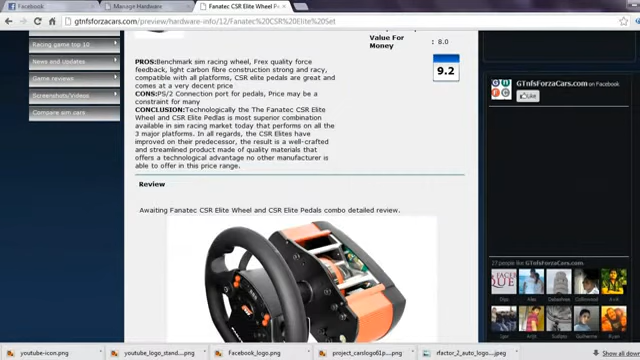 Facebook
Manage Hardware
Fanatec CSR Elite Wheel F
gtnfsforzacars.com/preview/hardware-info/12/Fanatec%20CSR%20Elite%20Set
Racing game top 10
News and updates
Game reviews
Screenshots/Videos
Compare sim cars
Value For
Money
: 8.0
9.2
PROS:Benchmark sim racing wheel, Frex quality force
feedback, light carbon fibre construction strong and racy,
compatible with all platforms, CSR elite pedals are great and
comes at a very decent price
CONS:PS/2 Connection port for pedals, Price may be a
constraint for many
CONCLUSION:Technologically the The Fanatec CSR Elite
Wheel and CSR Elite Pedlas is most superior combination
available in sim racing market today that performs on all the
3 major platforms. In all regards, the CSR Elites have
improved on their predecessor, the result is a well-crafted
and streamlined product made of quality materials that
offers a technological advantage no other manufacturer is
able to offer in this price range.
Review
Awaiting Fanatec CSR Elite Wheel and CSR Elite Pedals combo detailed review.
GTnfsForzaCars.com on Facebook
Like
27 people like GTnfsForzaCars.com
youtube-icon.png
youtube_logo_stand....png
Facebook_logo.png
project_carslogo61p....png
rfactor_2_auto_logo....jpeg
Show all dow